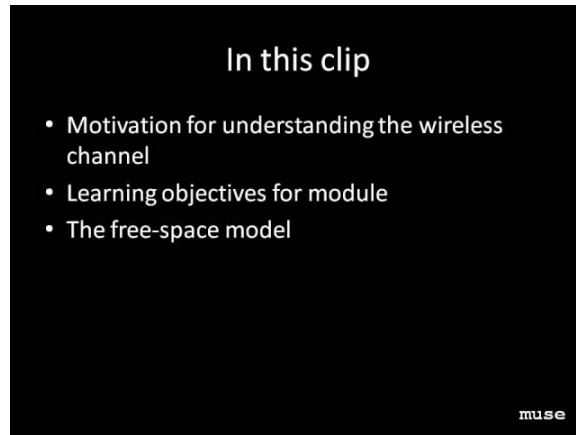 In this clip
• Motivation for understanding the wireless
channel
• Learning objectives for module
• The free-space model
muse